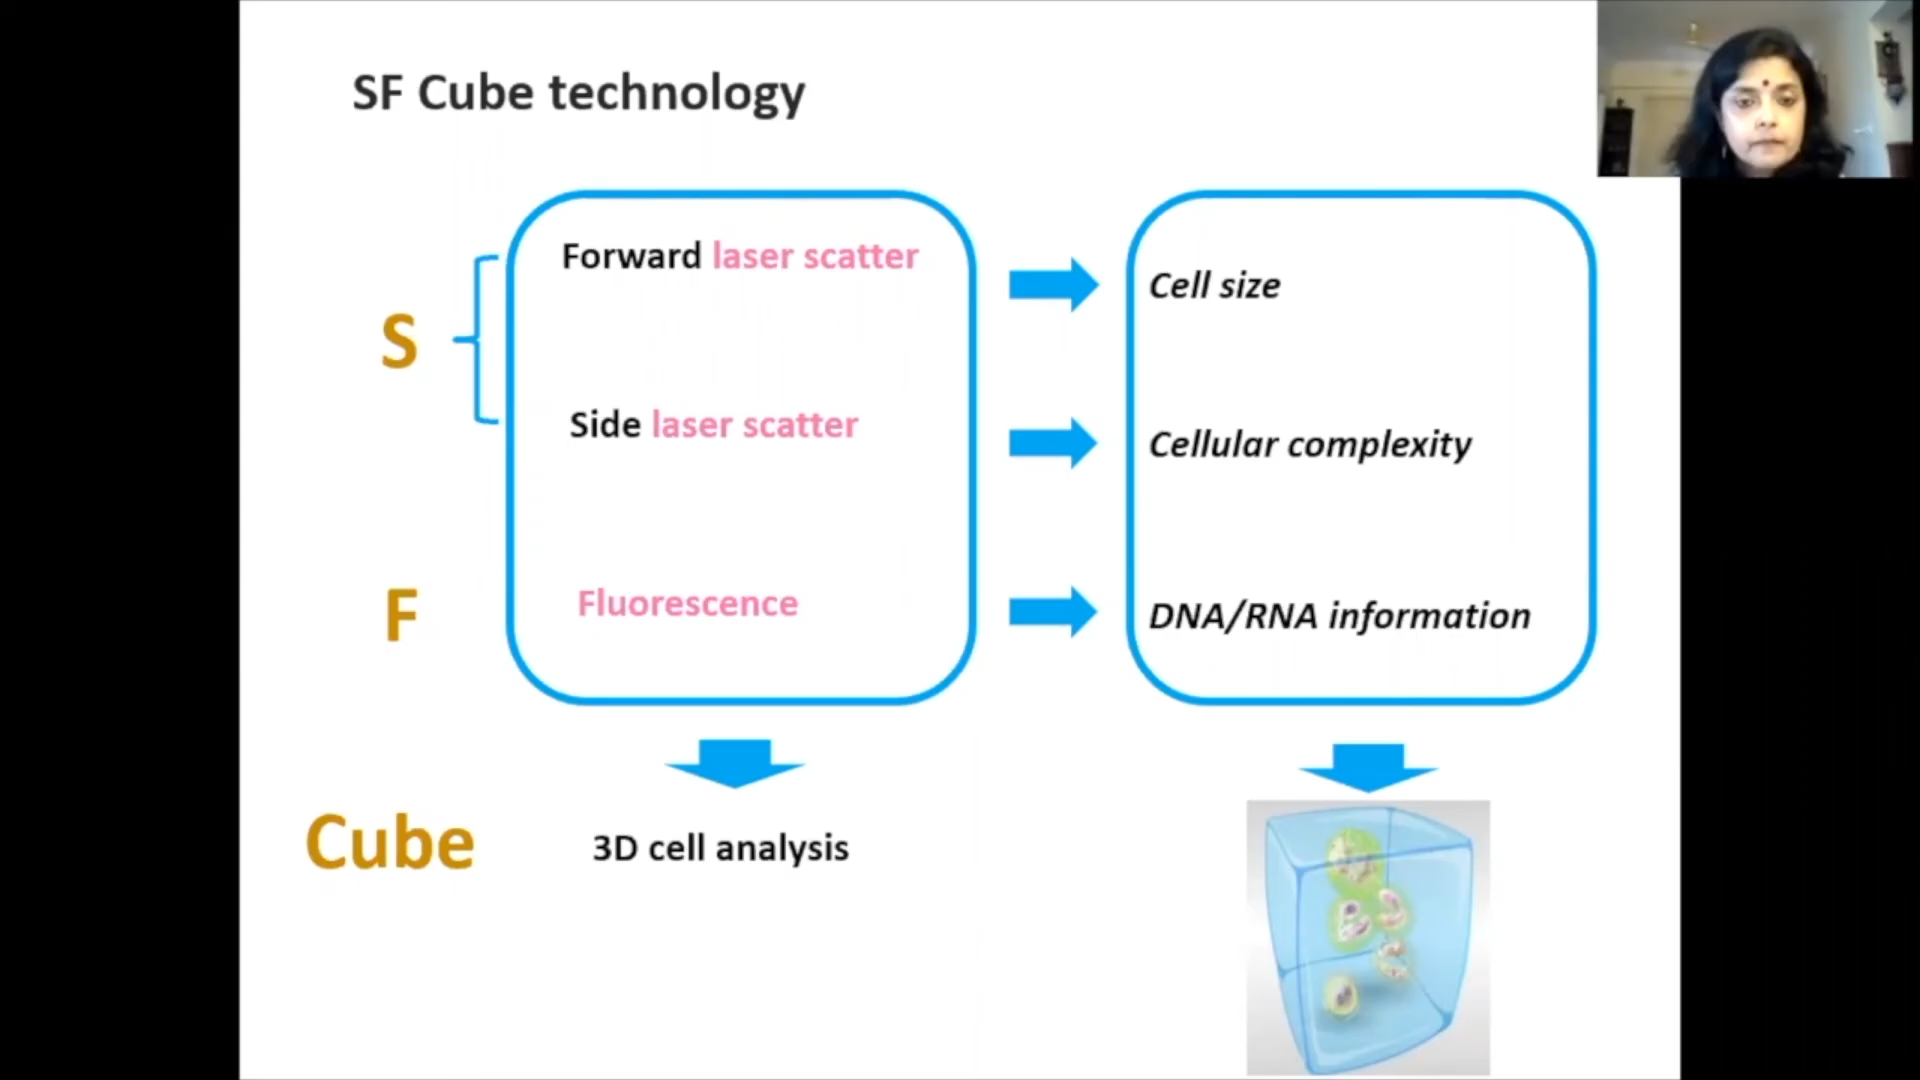 SF Cube technology
Forward laser scatter
Cell size
S
Side laser scatter
Cellular complexity
F
Fluorescence
DNA/RNA information
Cube
3D cell analysis